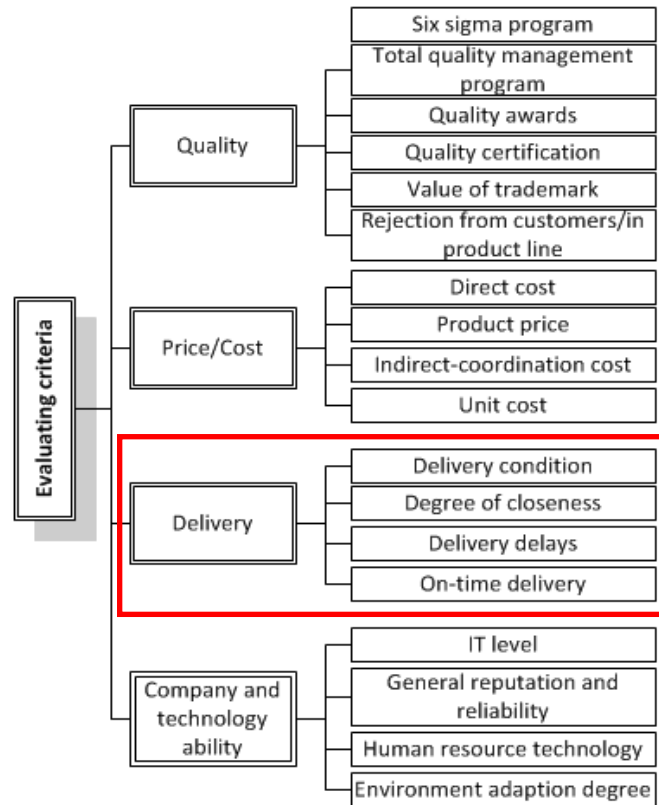 Evaluating criteria
Quality
Six sigma program
Total quality management
program
Quality awards
Quality certification
Value of trademark
Rejection from customers/in
product line
Price/Cost
Direct cost
Product price
Indirect-coordination cost
Unit cost
Delivery
Delivery condition
Degree of closeness
Delivery delays
On-time delivery
Company and
technology
ability
IT level
General reputation and
reliability
Human resource technology
Environment adaption degree